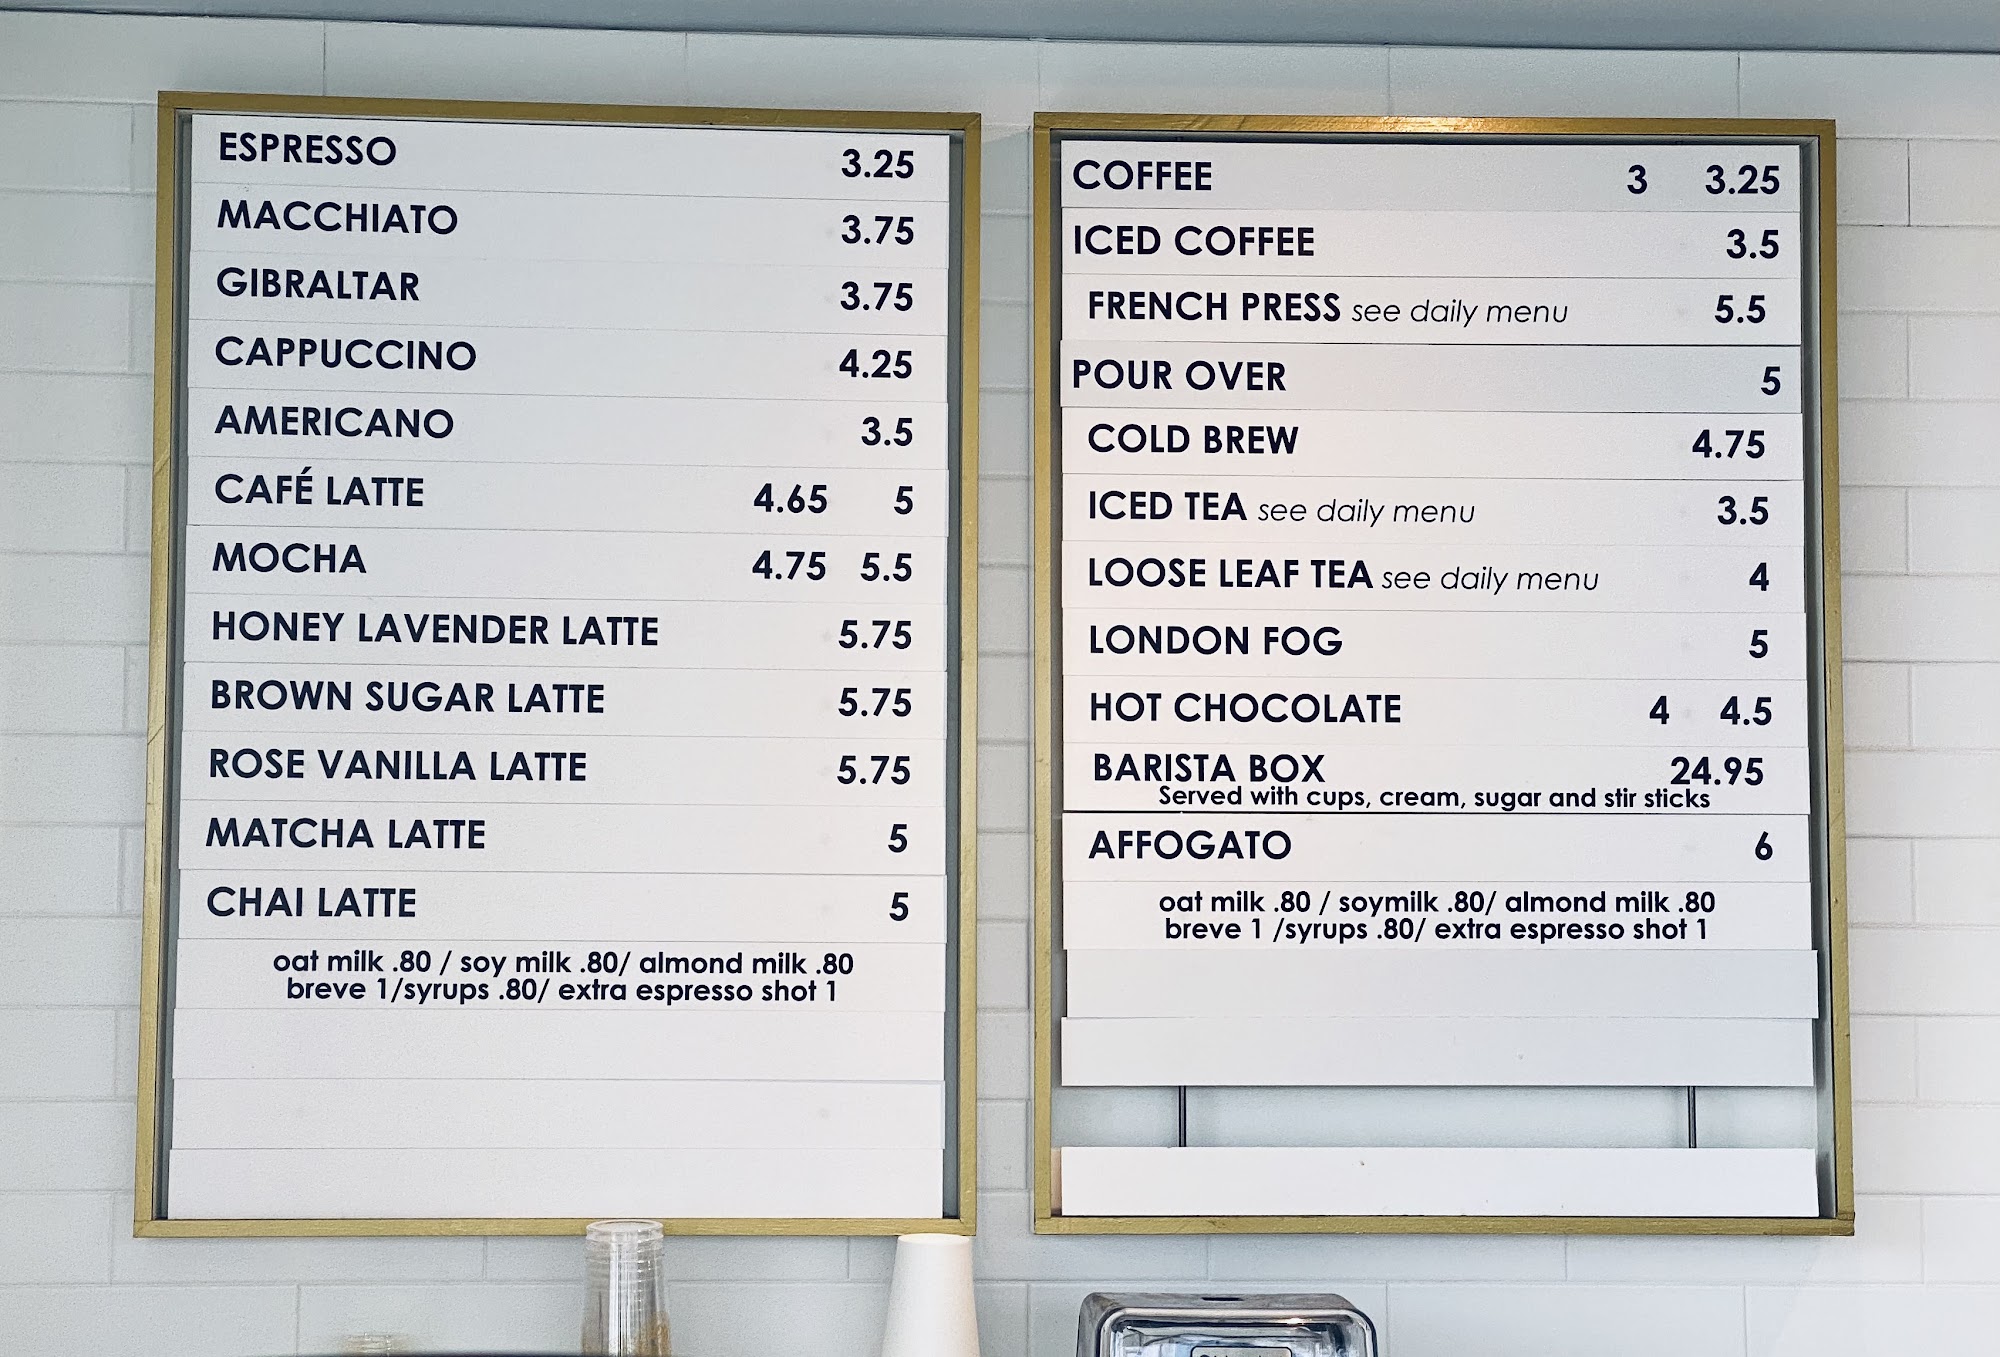 ESPRESSO 3.25
MACCHIATO 3.75
GIBRALTAR 3.75
CAPPUCCINO 4.25
AMERICANO 3.5
CAFÉ LATTE 4.65 5
MOCHA 4.75 5.5
HONEY LAVENDER LATTE 5.75
BROWN SUGAR LATTE 5.75
ROSE VANILLA LATTE 5.75
MATCHA LATTE 5
CHAI LATTE 5
oat milk .80 / soy milk .80/ almond milk .80
breve 1/syrups .80/ extra espresso shot 1
COFFEE 3 3.25
ICED COFFEE 3.5
FRENCH PRESS see daily menu 5.5
POUR OVER 5
COLD BREW 4.75
ICED TEA see daily menu 3.5
LOOSE LEAF TEA see daily menu 4
LONDON FOG 5
HOT CHOCOLATE 4 4.5
BARISTA BOX 24.95
Served with cups, cream, sugar and stir sticks
AFFOGATO 6
oat milk .80 / soymilk .80/ almond milk .80
breve 1 /syrups .80/ extra espresso shot 1